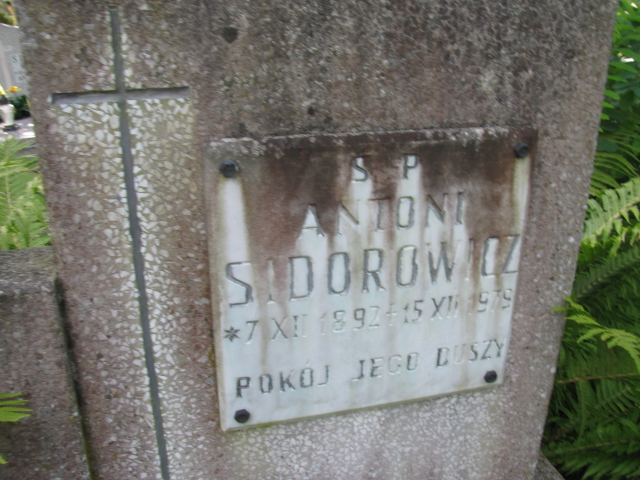 Ś P
ANTONI
SIDOROWICZ
*7 XII 1892 + 15 XII 1979
POKÓJ JEGO DUSZY